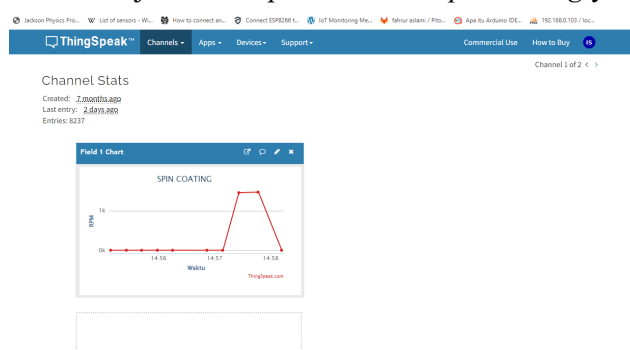 Jackson Physics Pro... List of sensors - Wi... How to connect an... Connect ESP8266 t... IoT Monitoring Me... fahrur aslami / Pito... Apa itu Arduino IDE... 192.168.0.103 / loc...
ThingSpeak™ Channels Apps Devices Support Commercial Use How to Buy IS
Channel 1 of 2 < >
Channel Stats
Created: 7 months ago
Last entry: 2 days ago
Entries: 8237
Field 1 Chart
SPIN COATING
RPM
1k
0k
14:56 14:57 14:58
Waktu
ThingSpeak.com